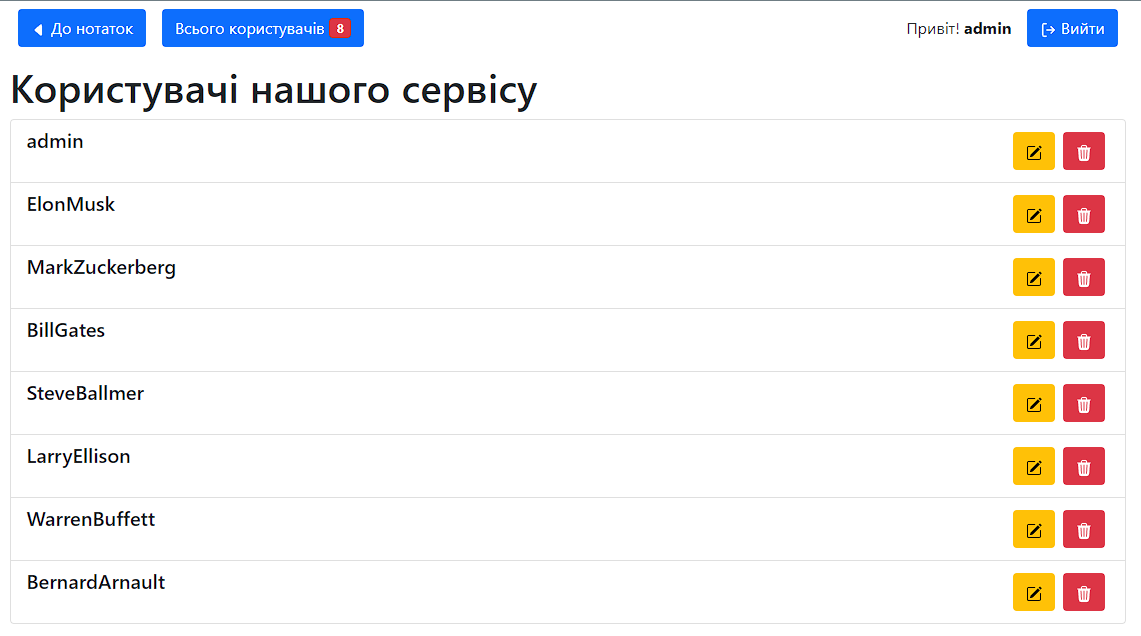 До нотаток
Всього користувачів 8
Привіт! admin
Вийти
Користувачі нашого сервісу
admin
ElonMusk
MarkZuckerberg
BillGates
SteveBallmer
LarryEllison
WarrenBuffett
BernardArnault